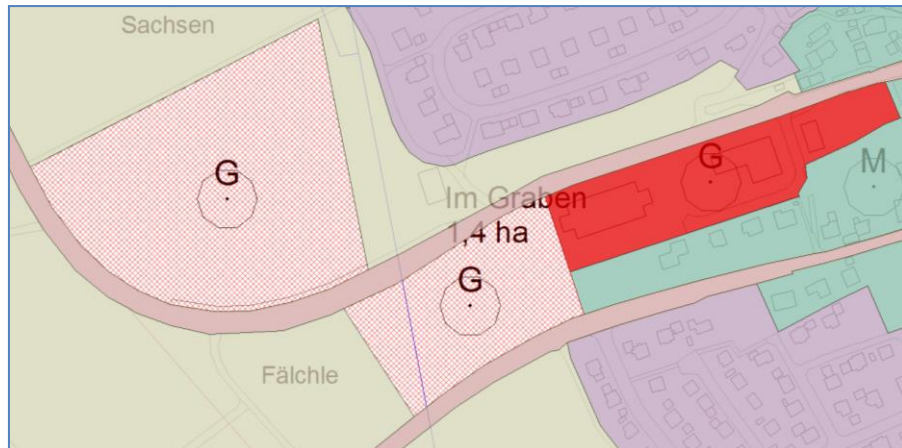 Sachsen
G
G
M
Im Graben
1,4 ha
G
Fälchle